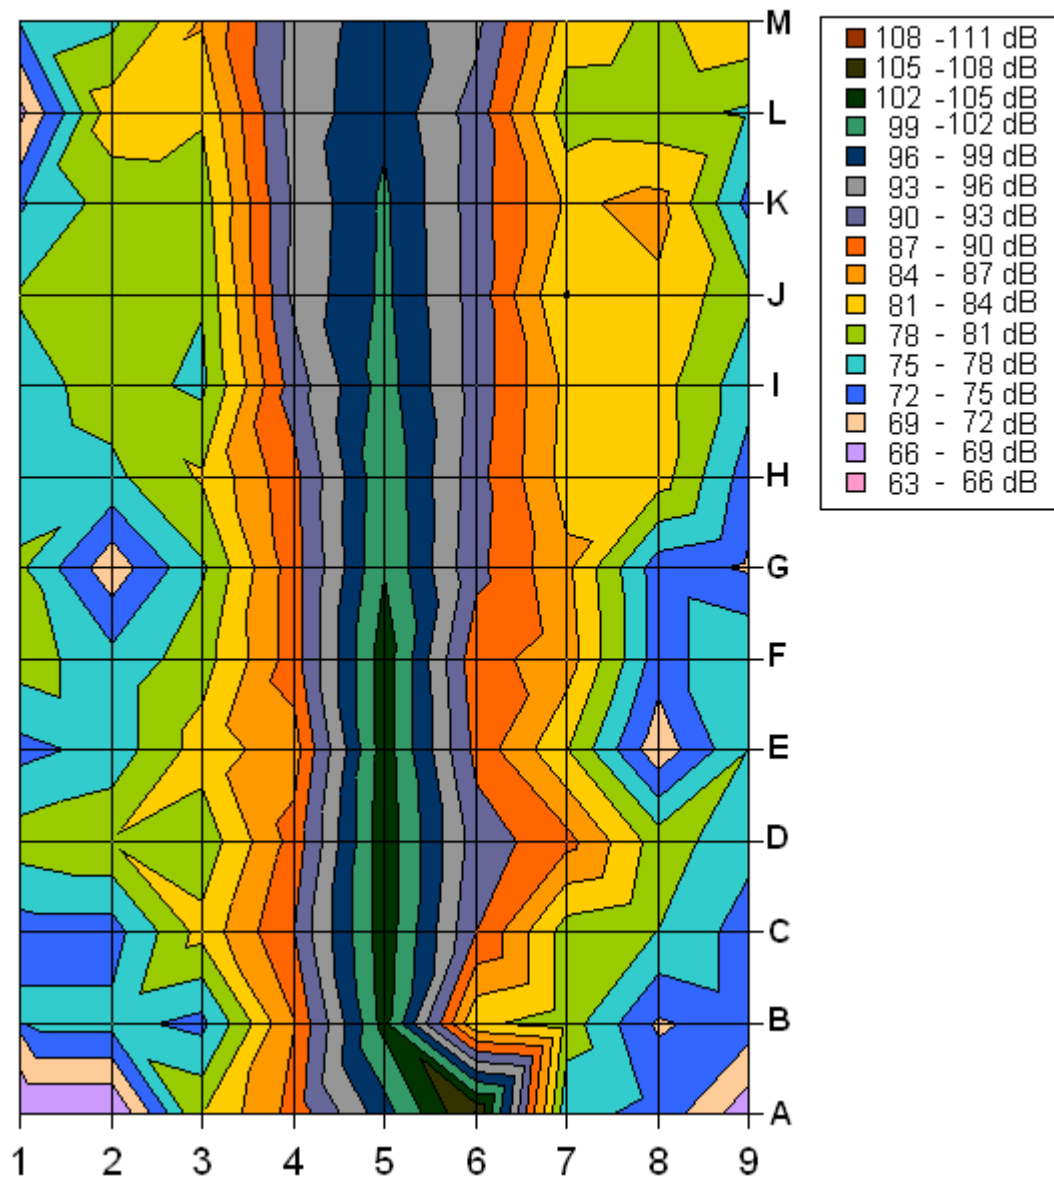 M
L
K
J
I
H
G
F
E
D
C
B
A
1 2 3 4 5 6 7 8 9
108 -111 dB
105 -108 dB
102 -105 dB
99 -102 dB
96 - 99 dB
93 - 96 dB
90 - 93 dB
87 - 90 dB
84 - 87 dB
81 - 84 dB
78 - 81 dB
75 - 78 dB
72 - 75 dB
69 - 72 dB
66 - 69 dB
63 - 66 dB